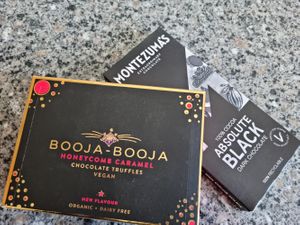 BOOJA-BOOJA
HONEYCOMB CARAMEL
CHOCOLATE TRUFFLES
VEGAN
NEW FLAVOUR
ORGANIC • DAIRY FREE
MONTEZUMA'S
100% COCOA
ABSOLUTE
BLACK
DARK CHOCOLATE